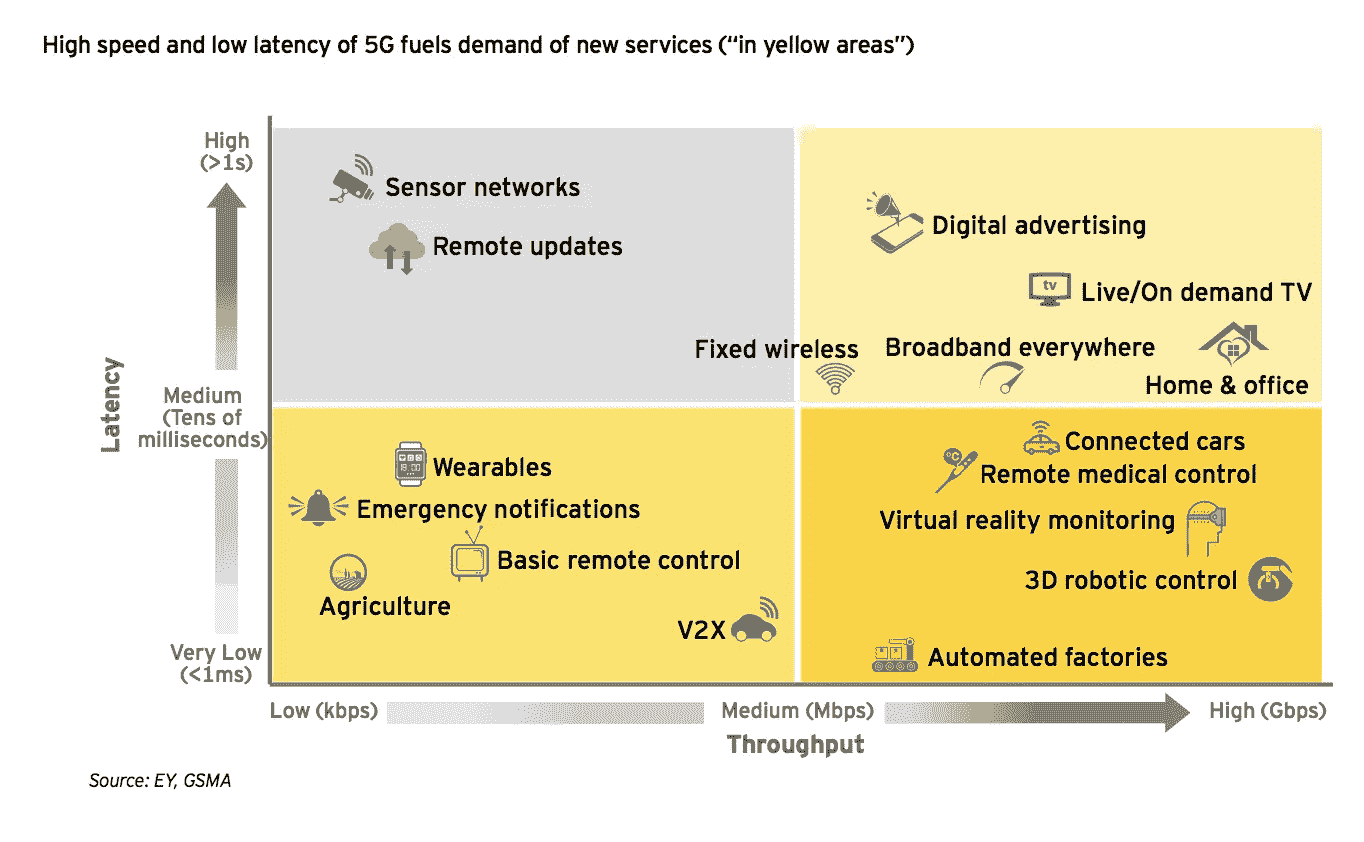 High speed and low latency of 5G fuels demand of new services (“in yellow areas”)
High
(>1s)
Sensor networks
Remote updates
Digital advertising
tv
Live/On demand TV
Fixed wireless
Broadband everywhere
Home & office
Latency
Medium
(Tens of
milliseconds)
Wearables
18:00
Emergency notifications
Basic remote control
Agriculture
V2X
°C
Connected cars
Remote medical control
Virtual reality monitoring
3D robotic control
Automated factories
Very Low
(<1ms)
Low (kbps)
Medium (Mbps)
High (Gbps)
Throughput
Source: EY, GSMA